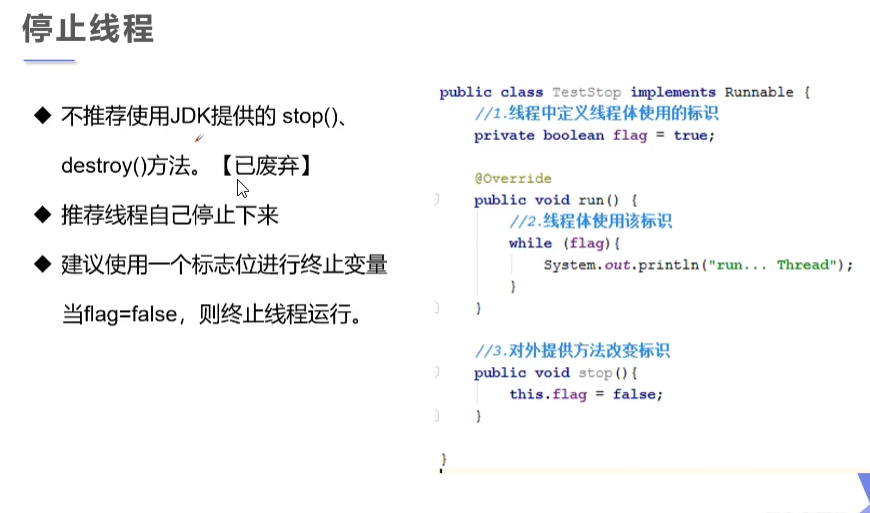 停止线程
◆ 不推荐使用JDK提供的 stop()、
destroy()方法。【已废弃】
◆ 推荐线程自己停止下来
◆ 建议使用一个标志位进行终止变量
当flag=false，则终止线程运行。
public class TestStop implements Runnable {
//1.线程中定义线程体使用的标识
private boolean flag = true;
@Override
public void run() {
//2.线程体使用该标识
while (flag){
System.out.println("run... Thread");
}
}
//3.对外提供方法改变标识
public void stop(){
this.flag = false;
}
}